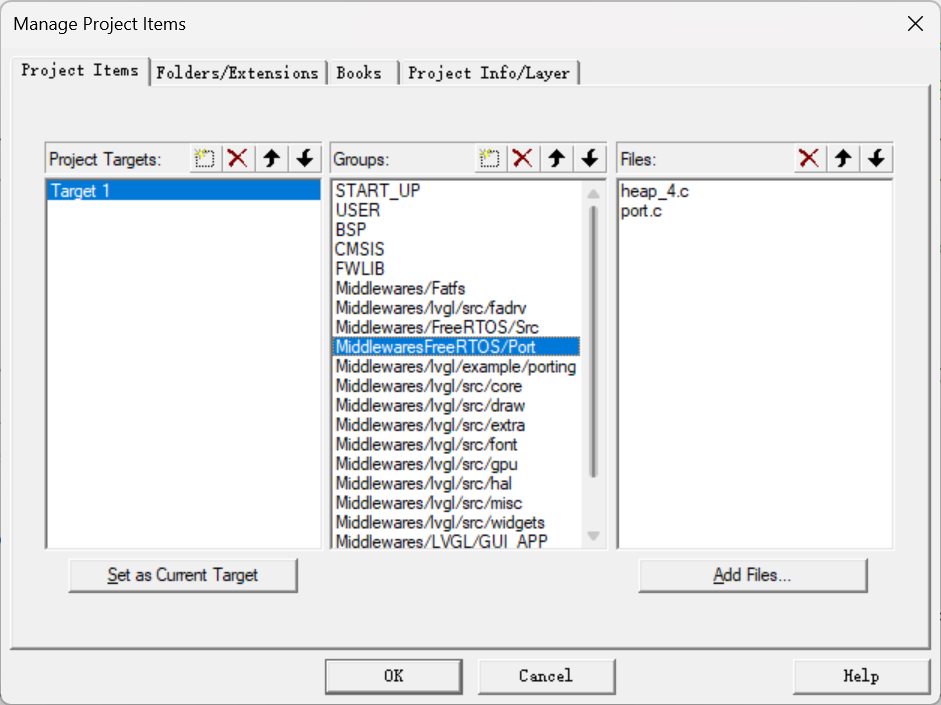 Manage Project Items
Project Items
Folders/Extensions
Books
Project Info/Layer
Project Targets:
Target 1
Set as Current Target
Groups:
START_UP
USER
BSP
CMSIS
FWLIB
Middlewares/Fatfs
Middlewares/lvgl/src/fadrv
Middlewares/FreeRTOS/Src
MiddlewaresFreeRTOS/Port
Middlewares/lvgl/example/porting
Middlewares/lvgl/src/core
Middlewares/lvgl/src/draw
Middlewares/lvgl/src/extra
Middlewares/lvgl/src/font
Middlewares/lvgl/src/gpu
Middlewares/lvgl/src/hal
Middlewares/lvgl/src/misc
Middlewares/lvgl/src/widgets
Middlewares/LVGL/GUI_APP
Files:
heap_4.c
port.c
Add Files...
OK
Cancel
Help